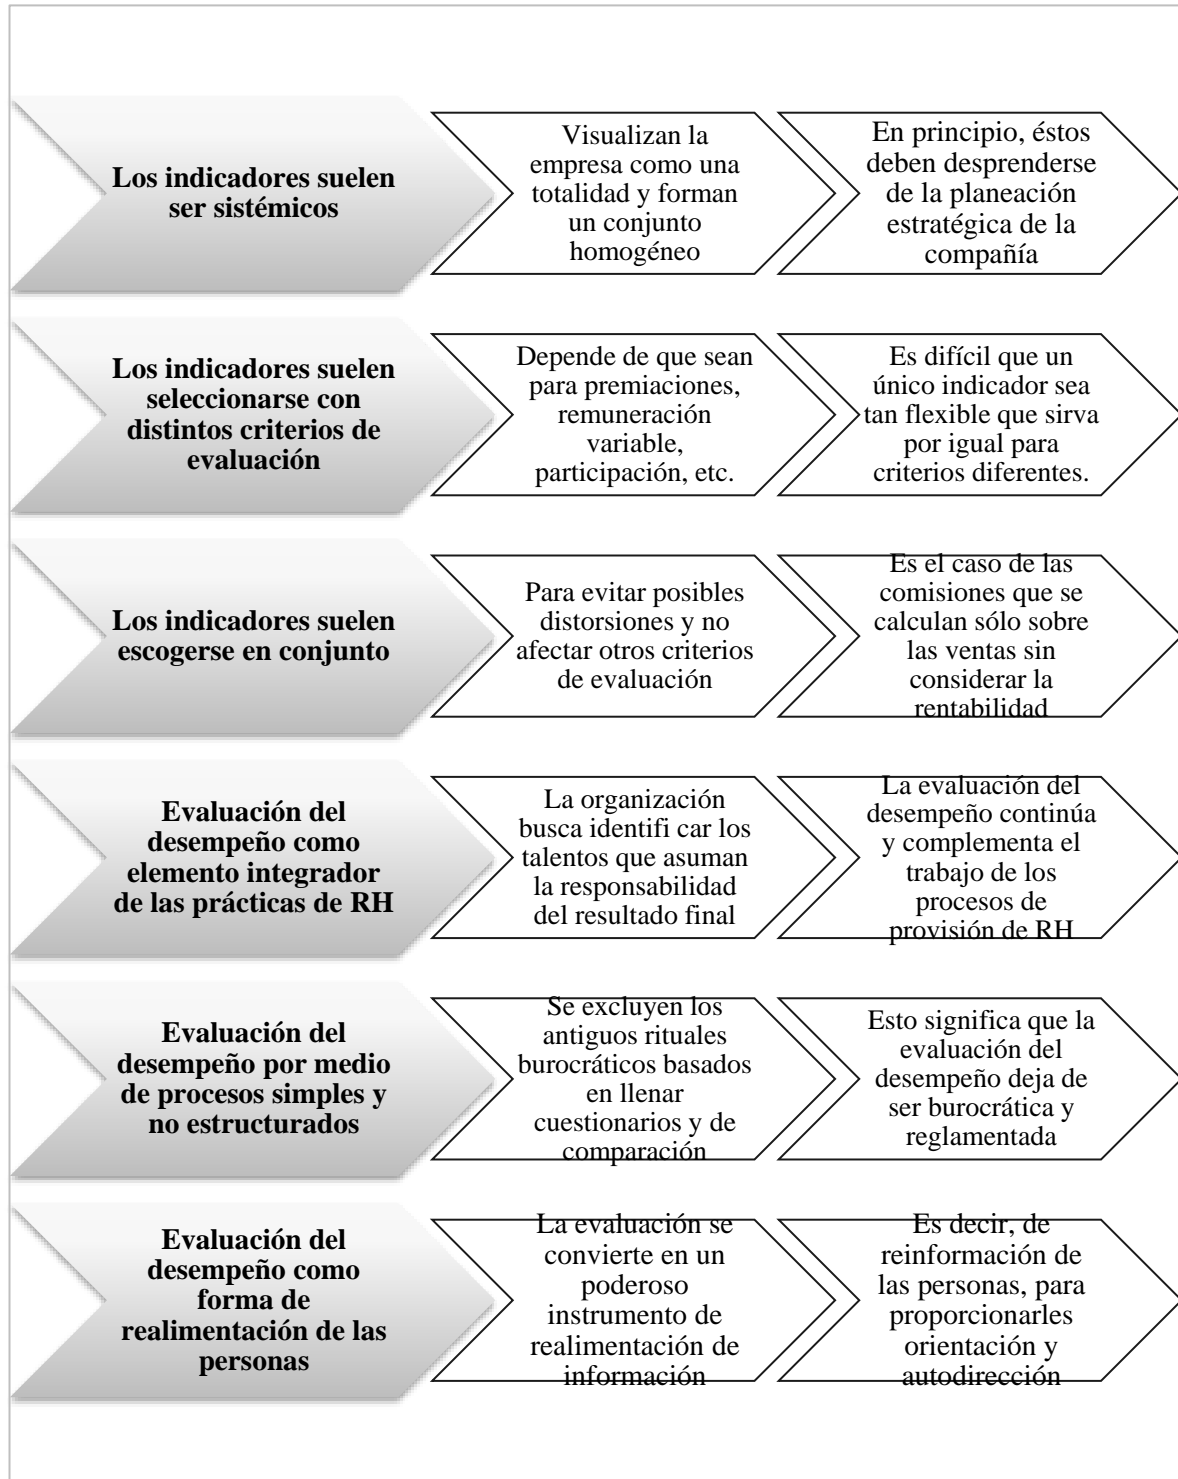 Los indicadores suelen
ser sistémicos
Visualizan la
empresa como una
totalidad y forman
un conjunto
homogéneo
En principio, éstos
deben desprenderse
de la planeación
estratégica de la
compañía
Los indicadores suelen
seleccionarse con
distintos criterios de
evaluación
Depende de que sean
para premiaciones,
remuneración
variable,
participación, etc.
Es difícil que un
único indicador sea
tan flexible que sirva
por igual para
criterios diferentes.
Los indicadores suelen
escogerse en conjunto
Para evitar posibles
distorsiones y no
afectar otros criterios
de evaluación
Es el caso de las
comisiones que se
calculan sólo sobre
las ventas sin
considerar la
rentabilidad
Evaluación del
desempeño como
elemento integrador
de las prácticas de RH
La organización
busca identifi car los
talentos que asuman
la responsabilidad
del resultado final
La evaluación del
desempeño continúa
y complementa el
trabajo de los
procesos de
provisión de RH
Evaluación del
desempeño por medio
de procesos simples y
no estructurados
Se excluyen los
antiguos rituales
burocráticos basados
en llenar
cuestionarios y de
comparación
Esto significa que la
evaluación del
desempeño deja de
ser burocrática y
reglamentada
Evaluación del
desempeño como
forma de
realimentación de las
personas
La evaluación se
convierte en un
poderoso
instrumento de
realimentación de
información
Es decir, de
reinformación de
las personas, para
proporcionarles
orientación y
autodirección